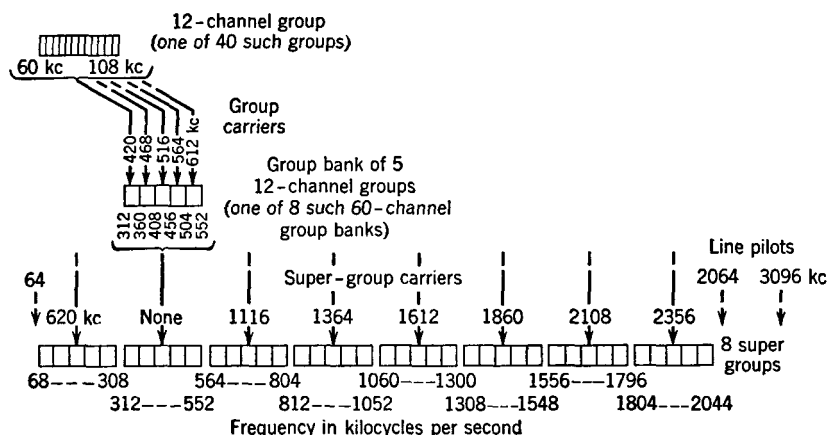 12-channel group
(one of 40 such groups)
60 kc 108 kc
Group
carriers
420 468 516 564 612 kc
Group bank of 5
12-channel groups
(one of 8 such 60-channel
group banks)
312 360 408 456 504 552
Line pilots
64 Super-group carriers 2064 3096 kc
620 kc None 1116 1364 1612 1860 2108 2356
8 super
groups
68----308 564----804 1060----1300 1556----1796
312---552 812---1052 1308---1548 1804---2044
Frequency in kilocycles per second